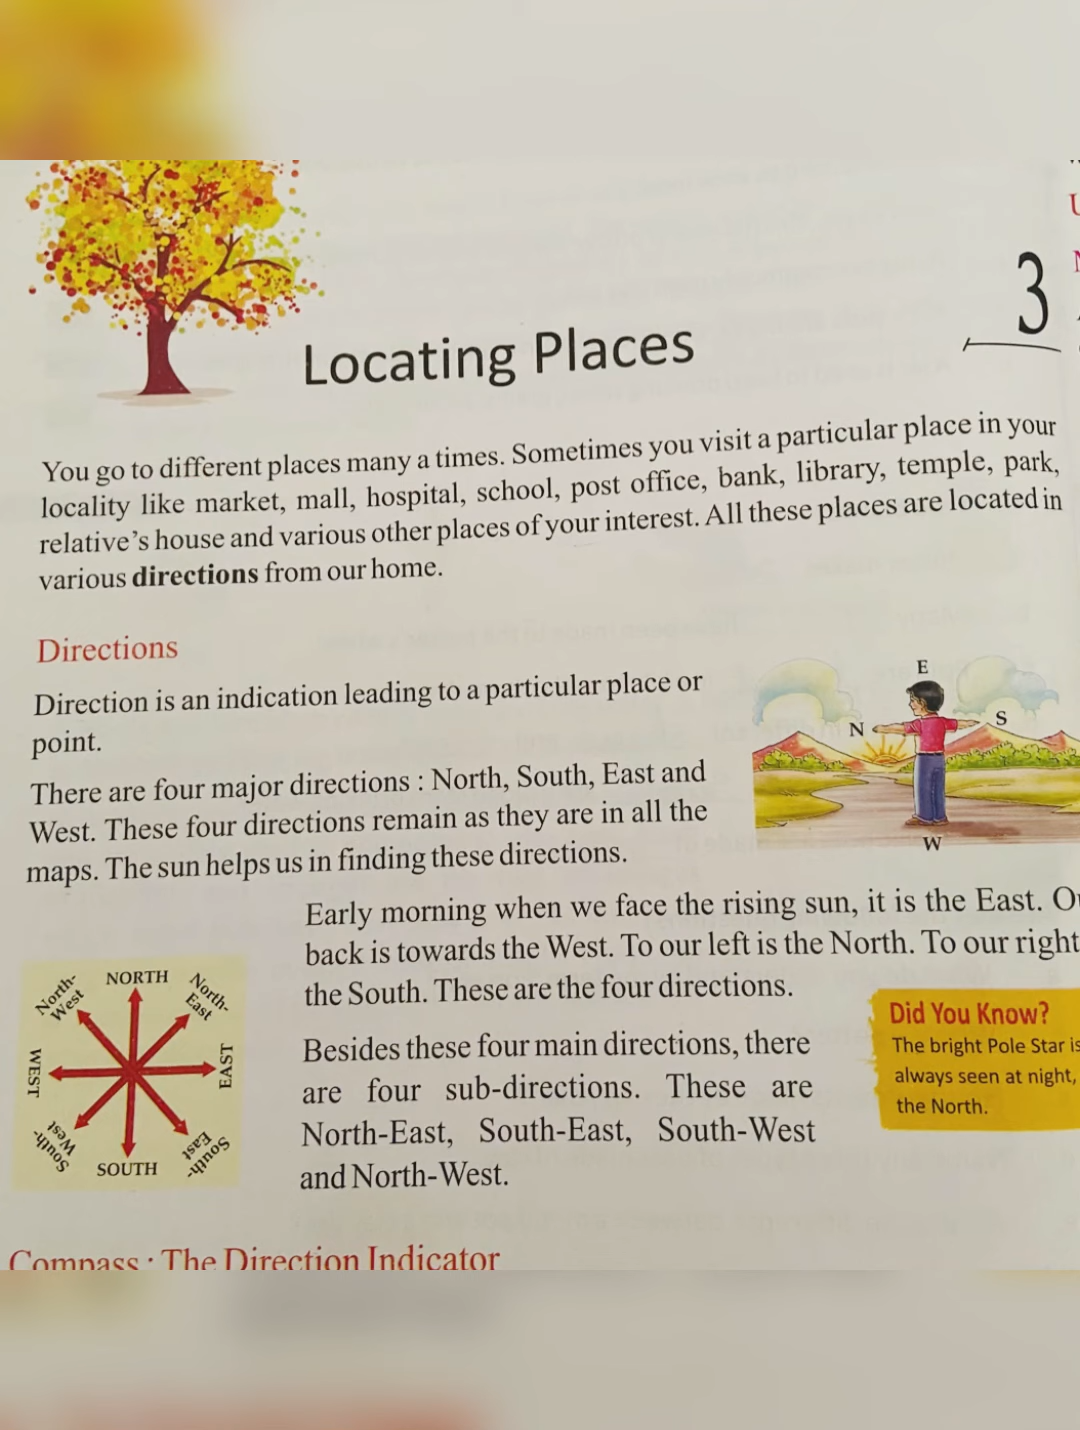 3
Locating Places
You go to different places many a times. Sometimes you visit a particular place in your
locality like market, mall, hospital, school, post office, bank, library, temple, park,
relative's house and various other places of your interest. All these places are located in
various directions from our home.
Directions
Direction is an indication leading to a particular place or
point.
There are four major directions : North, South, East and
West. These four directions remain as they are in all the
maps. The sun helps us in finding these directions.
E
N
S
W
Early morning when we face the rising sun, it is the East.
back is towards the West. To our left is the North. To our right
the South. These are the four directions.
NORTH
North-
East
EAST
South-
East
SOUTH
South-
West
WEST
North-
West
Besides these four main directions, there
are four sub-directions. These are
North-East, South-East, South-West
and North-West.
Did You Know?
The bright Pole Star is
always seen at night,
the North.
Compass : The Direction Indicator